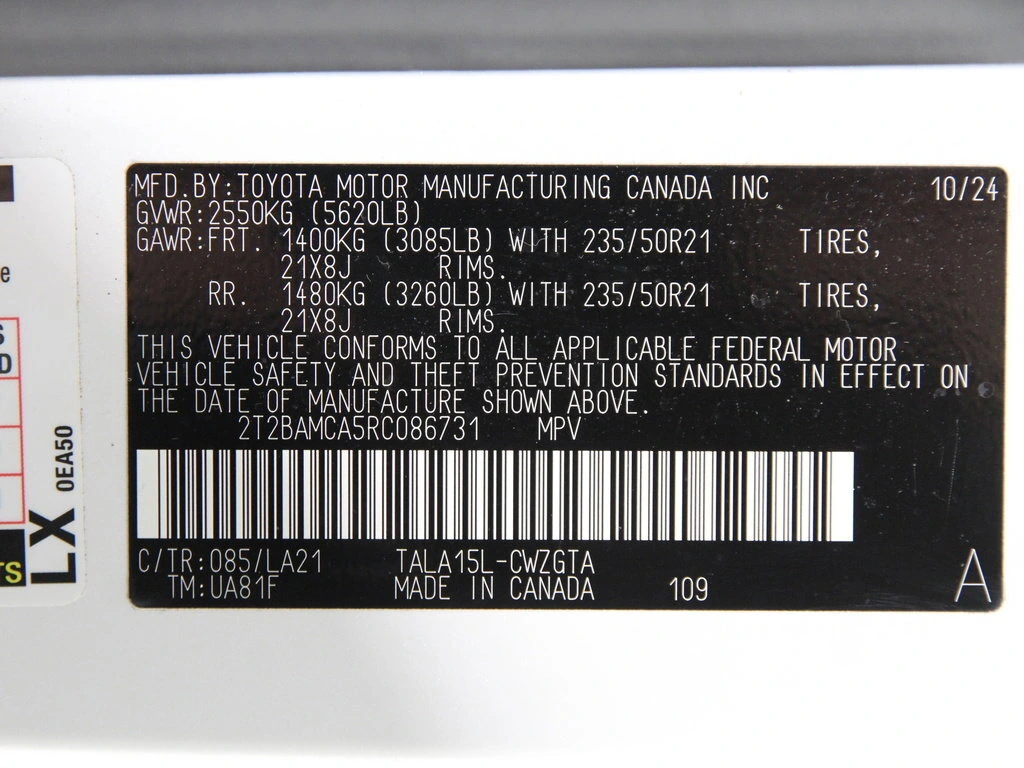 MFD.BY:TOYOTA MOTOR MANUFACTURING CANADA INC 10/24
GVWR:2550KG (5620LB)
GAWR:FRT. 1400KG (3085LB) WITH 235/50R21 TIRES,
21X8J RIMS.
RR. 1480KG (3260LB) WITH 235/50R21 TIRES,
21X8J RIMS.
THIS VEHICLE CONFORMS TO ALL APPLICABLE FEDERAL MOTOR
VEHICLE SAFETY AND THEFT PREVENTION STANDARDS IN EFFECT ON
THE DATE OF MANUFACTURE SHOWN ABOVE.
2T2BAMCA5RC086731 MPV
C/TR:085/LA21 TALA15L-CWZGTA
TM:UA81F MADE IN CANADA 109 A
LX 0EA50